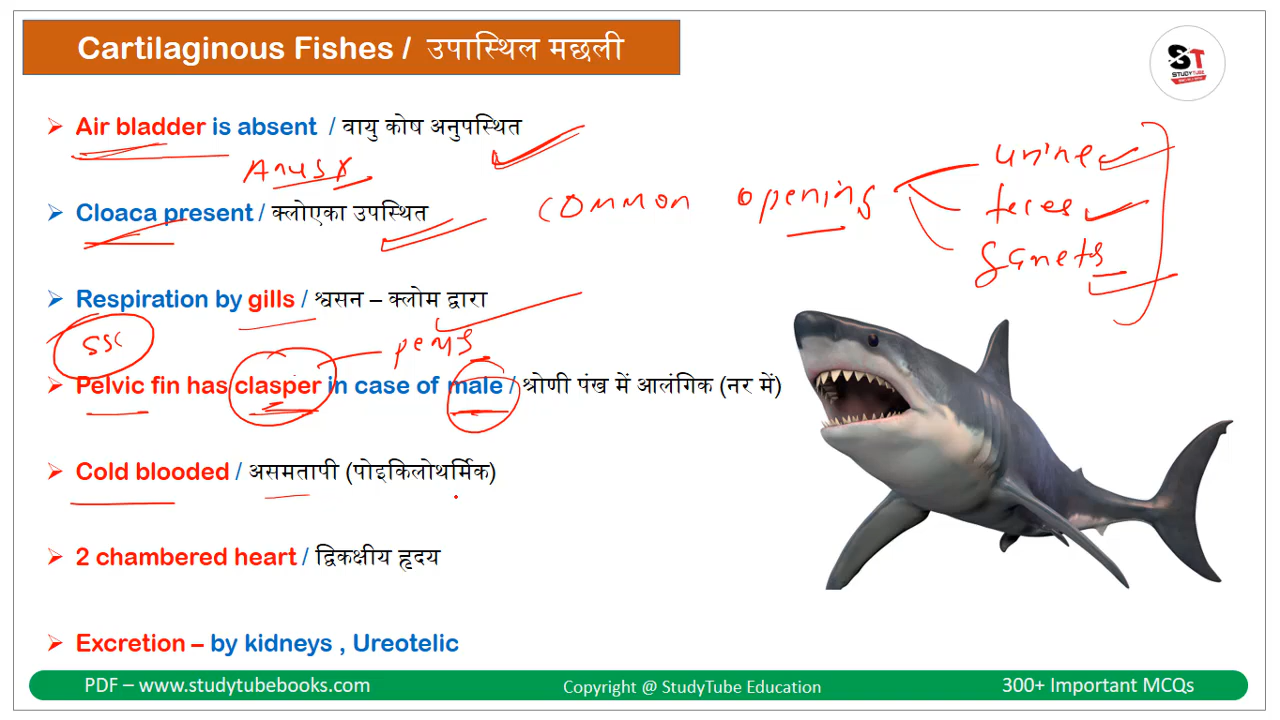 Cartilaginous Fishes / उपास्थिल मछली
ST
STUDYTUBE
➢ Air bladder is absent / वायु कोष अनुपस्थित
Anus x
urine
➢ Cloaca present / क्लोएका उपस्थित
common opening
feces
gamets
➢ Respiration by gills / श्वसन – क्लोम द्वारा
SSC
penis
➢ Pelvic fin has clasper in case of male / श्रोणी पंख में आलंगिक (नर में)
➢ Cold blooded / असमतापी (पोइकिलोथर्मिक)
➢ 2 chambered heart / द्विकक्षीय हृदय
➢ Excretion – by kidneys , Ureotelic
PDF – www.studytubebooks.com
Copyright @ StudyTube Education
300+ Important MCQs